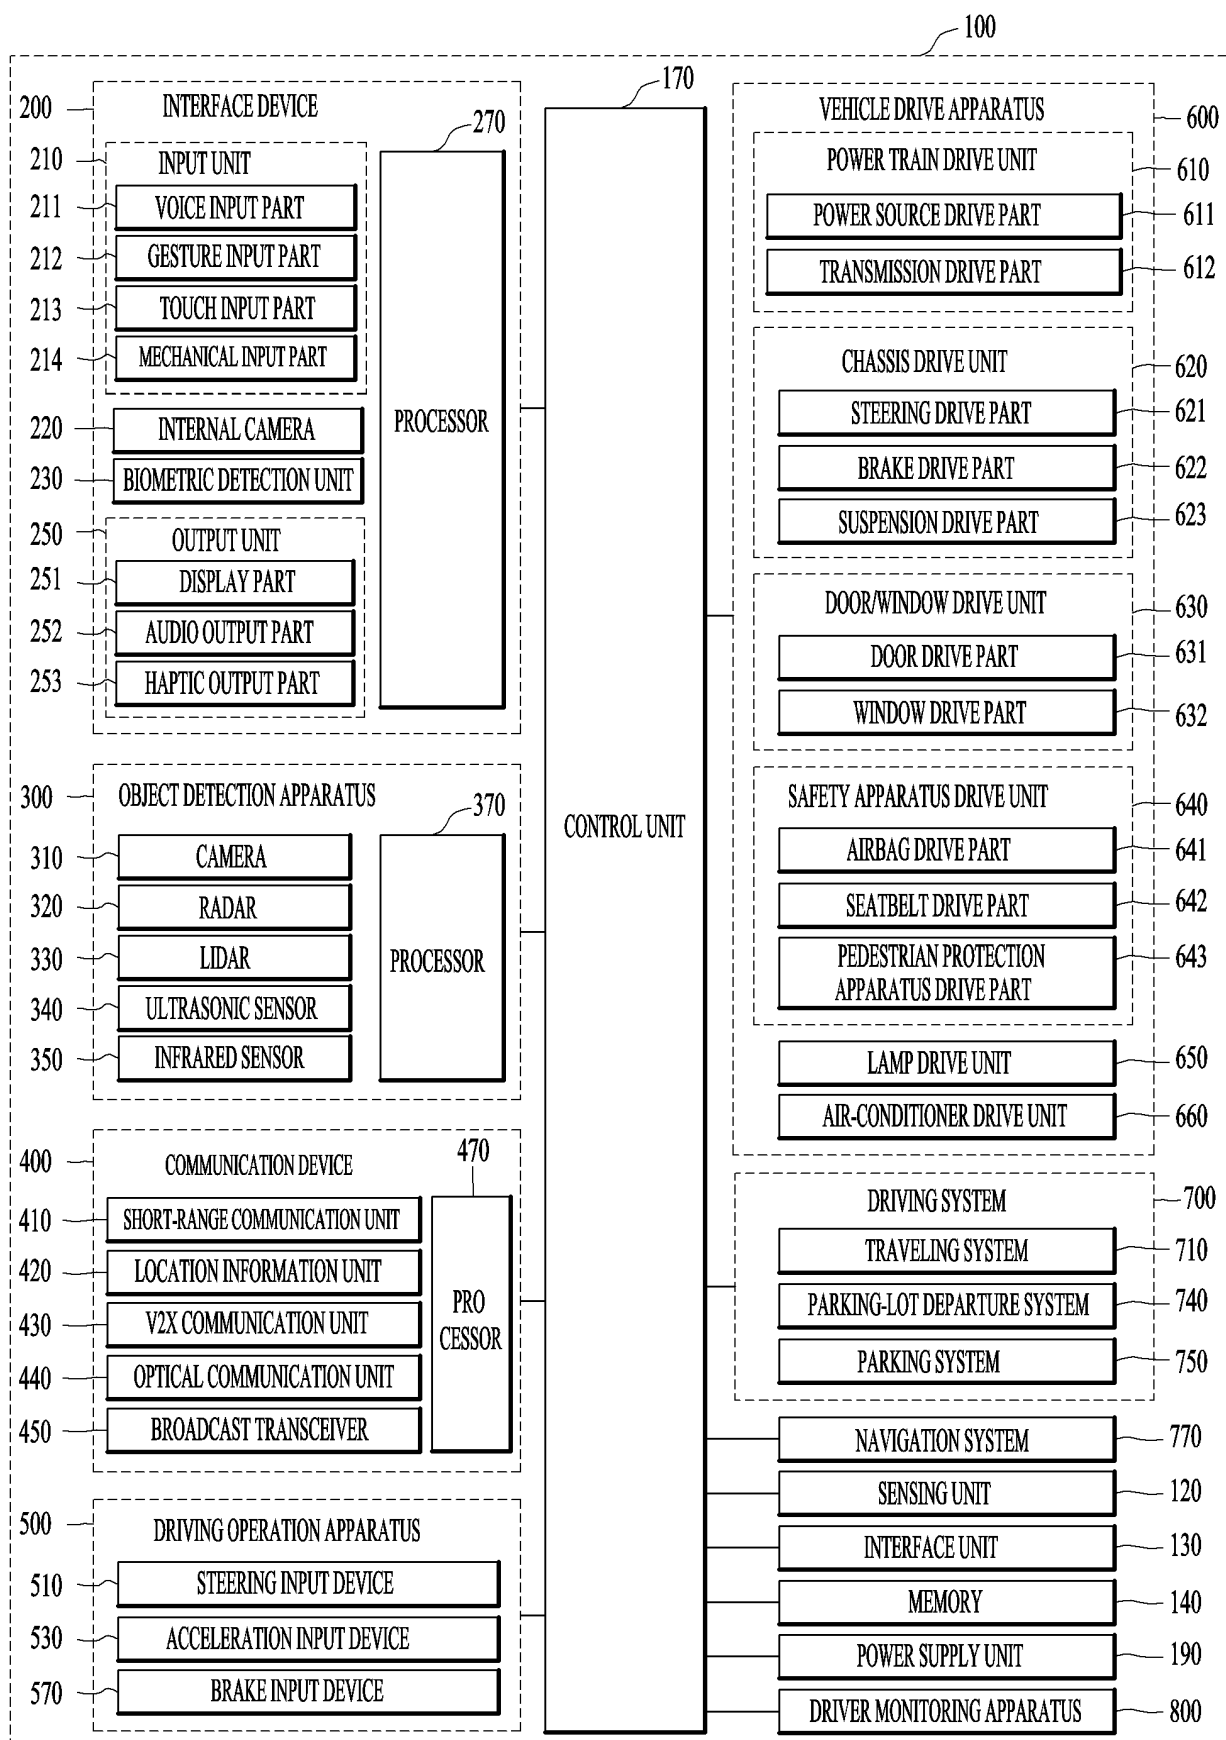 100
200
INTERFACE DEVICE
270
210
INPUT UNIT
211
VOICE INPUT PART
212
GESTURE INPUT PART
213
TOUCH INPUT PART
214
MECHANICAL INPUT PART
220
INTERNAL CAMERA
230
BIOMETRIC DETECTION UNIT
250
OUTPUT UNIT
251
DISPLAY PART
252
AUDIO OUTPUT PART
253
HAPTIC OUTPUT PART
PROCESSOR
300
OBJECT DETECTION APPARATUS
370
310
CAMERA
320
RADAR
330
LIDAR
340
ULTRASONIC SENSOR
350
INFRARED SENSOR
PROCESSOR
400
COMMUNICATION DEVICE
470
410
SHORT-RANGE COMMUNICATION UNIT
420
LOCATION INFORMATION UNIT
430
V2X COMMUNICATION UNIT
440
OPTICAL COMMUNICATION UNIT
450
BROADCAST TRANSCEIVER
PRO
CESSOR
500
DRIVING OPERATION APPARATUS
510
STEERING INPUT DEVICE
530
ACCELERATION INPUT DEVICE
570
BRAKE INPUT DEVICE
170
CONTROL UNIT
VEHICLE DRIVE APPARATUS
600
POWER TRAIN DRIVE UNIT
610
POWER SOURCE DRIVE PART
611
TRANSMISSION DRIVE PART
612
CHASSIS DRIVE UNIT
620
STEERING DRIVE PART
621
BRAKE DRIVE PART
622
SUSPENSION DRIVE PART
623
DOOR/WINDOW DRIVE UNIT
630
DOOR DRIVE PART
631
WINDOW DRIVE PART
632
SAFETY APPARATUS DRIVE UNIT
640
AIRBAG DRIVE PART
641
SEATBELT DRIVE PART
642
PEDESTRIAN PROTECTION
APPARATUS DRIVE PART
643
LAMP DRIVE UNIT
650
AIR-CONDITIONER DRIVE UNIT
660
DRIVING SYSTEM
700
TRAVELING SYSTEM
710
PARKING-LOT DEPARTURE SYSTEM
740
PARKING SYSTEM
750
NAVIGATION SYSTEM
770
SENSING UNIT
120
INTERFACE UNIT
130
MEMORY
140
POWER SUPPLY UNIT
190
DRIVER MONITORING APPARATUS
800